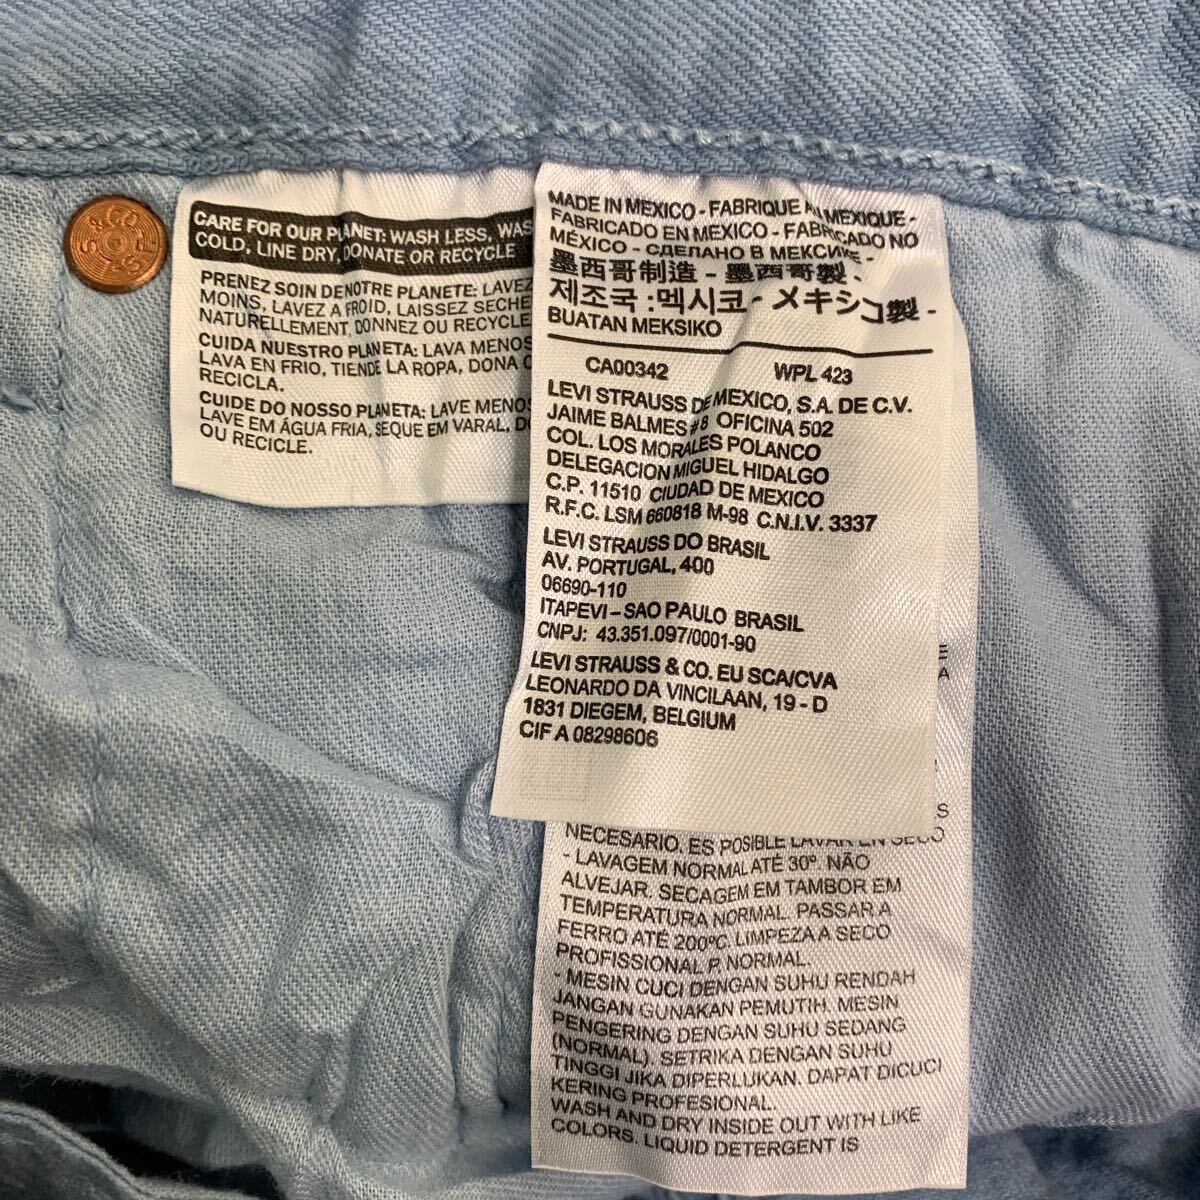 CARE FOR OUR PLANET: WASH LESS, WAS
COLD, LINE DRY, DONATE OR RECYCLE
PRENEZ SOIN DE NOTRE PLANETE: LAVEZ
MOINS, LAVEZ A FROID, LAISSEZ SECHE
NATURELLEMENT, DONNEZ OU RECYCLE
CUIDA NUESTRO PLANETA: LAVA MENOS
LAVA EN FRIO, TIENDE LA ROPA, DONA O
RECICLA.
CUIDE DO NOSSO PLANETA: LAVE MENOS
LAVE EM ÁGUA FRIA, SEQUE EM VARAL, DO
OU RECICLE.
MADE IN MEXICO - FABRIQUE AU MEXIQUE -
FABRICADO EN MEXICO - FABRICADO NO
MÉXICO - СДЕЛАНО В МЕКСИКЕ -
墨西哥制造 - 墨西哥製 -
제조국 :멕시코 - メキシコ製 -
BUATAN MEKSIKO
CA00342 WPL 423
LEVI STRAUSS DE MEXICO, S.A. DE C.V.
JAIME BALMES #8 OFICINA 502
COL. LOS MORALES POLANCO
DELEGACION MIGUEL HIDALGO
C.P. 11510 CIUDAD DE MEXICO
R.F.C. LSM 660818 M-98 C.N.I.V. 3337
LEVI STRAUSS DO BRASIL
AV. PORTUGAL, 400
06690-110
ITAPEVI - SAO PAULO BRASIL
CNPJ: 43.351.097/0001-90
LEVI STRAUSS & CO. EU SCA/CVA
LEONARDO DA VINCILAAN, 19 - D
1831 DIEGEM, BELGIUM
CIF A 08298606
E
A
S
NECESARIO. ES POSIBLE LAVAR EN SECO
- LAVAGEM NORMAL ATÉ 30º. NÃO
ALVEJAR. SECAGEM EM TAMBOR EM
TEMPERATURA NORMAL. PASSAR A
FERRO ATÉ 200ºC. LIMPEZA A SECO
PROFISSIONAL P, NORMAL.
- MESIN CUCI DENGAN SUHU RENDAH
JANGAN GUNAKAN PEMUTIH. MESIN
PENGERING DENGAN SUHU SEDANG
(NORMAL). SETRIKA DENGAN SUHU
TINGGI JIKA DIPERLUKAN. DAPAT DICUCI
KERING PROFESIONAL.
WASH AND DRY INSIDE OUT WITH LIKE
COLORS. LIQUID DETERGENT IS